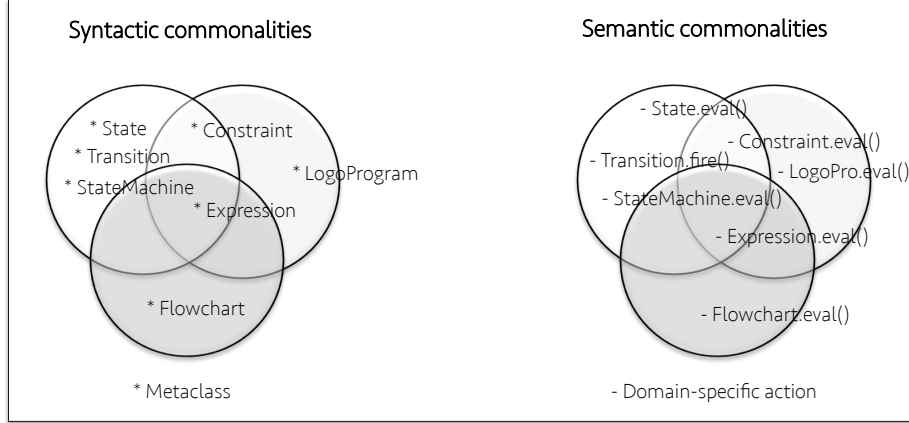 Syntactic commonalities
* State
* Constraint
* Transition
* LogoProgram
* StateMachine
* Expression
* Flowchart
* Metaclass
Semantic commonalities
- State.eval()
- Constraint.eval()
- Transition.fire()
- LogoPro.eval()
- StateMachine.eval()
- Expression.eval()
- Flowchart.eval()
- Domain-specific action